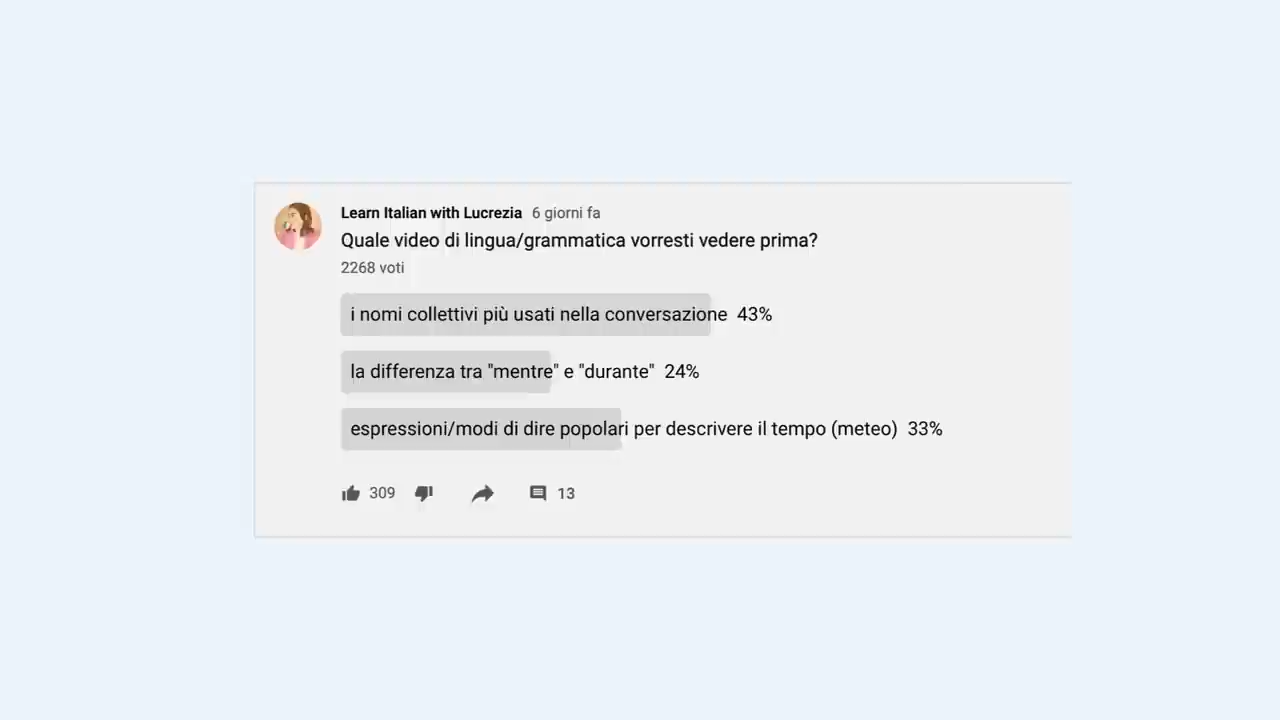 Learn Italian with Lucrezia 6 giorni fa
Quale video di lingua/grammatica vorresti vedere prima?
2268 voti
i nomi collettivi più usati nella conversazione 43%
la differenza tra "mentre" e "durante" 24%
espressioni/modi di dire popolari per descrivere il tempo (meteo) 33%
309 13